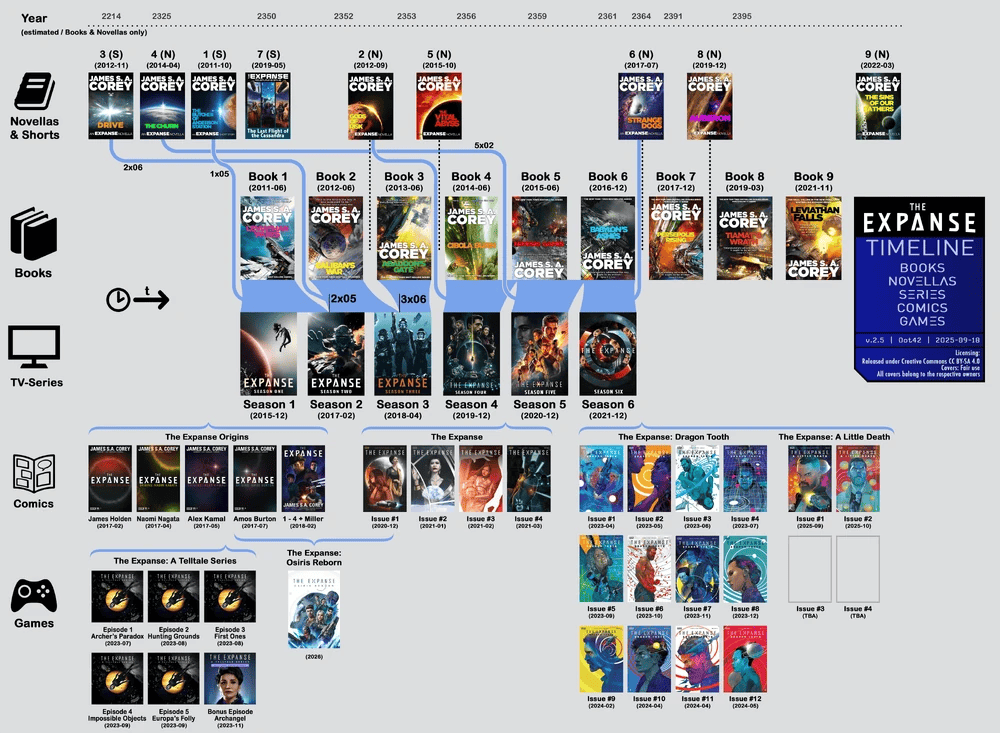 Year
(estimated / Books & Novellas only)
2214
2325
2350
2352
2353
2356
2359
2361
2364
2391
2395
Novellas
& Shorts
3 (S)
(2012-11)
4 (N)
(2014-04)
1 (S)
(2011-10)
7 (S)
(2019-05)
2 (N)
(2012-09)
5 (N)
(2015-10)
6 (N)
(2017-07)
8 (N)
(2019-12)
9 (N)
(2022-03)
JAMES S. A.
COREY
DRIVE
JAMES S. A.
COREY
THE CHURN
JAMES S. A.
COREY
THE BUTCHER OF ANDERSON STATION
EXPANSE
The Last Flight of the Cassandra
JAMES S. A.
COREY
GODS OF RISK
JAMES S. A.
COREY
THE VITAL ABYSS
JAMES S. A.
COREY
STRANGE DOGS
JAMES S. A.
COREY
AUBERON
JAMES S. A.
COREY
THE SINS OF OUR FATHERS
2x06
1x05
5x02
Books
Book 1
(2011-06)
Book 2
(2012-06)
Book 3
(2013-06)
Book 4
(2014-06)
Book 5
(2015-06)
Book 6
(2016-12)
Book 7
(2017-12)
Book 8
(2019-03)
Book 9
(2021-11)
JAMES S. A.
COREY
JAMES S. A.
COREY
CALIBAN'S WAR
JAMES S. A.
COREY
ABADDON'S GATE
JAMES S. A.
COREY
CIBOLA BURN
JAMES S. A.
COREY
JAMES S. A.
COREY
BABYLON'S ASHES
JAMES S. A.
COREY
PERSEPOLIS RISING
JAMES S. A.
COREY
TIAMAT'S WRATH
LEVIATHAN FALLS
JAMES S. A.
COREY
t
2x05
3x06
TV-Series
EXPANSE
SEASON ONE
EXPANSE
SEASON TWO
EXPANSE
SEASON THREE
EXPANSE
SEASON FOUR
EXPANSE
SEASON FIVE
THE EXPANSE
SEASON SIX
Season 1
(2015-12)
Season 2
(2017-02)
Season 3
(2018-04)
Season 4
(2019-12)
Season 5
(2020-12)
Season 6
(2021-12)
THE
EXPANSE
TIMELINE
BOOKS
NOVELLAS
SERIES
COMICS
GAMES
v.2.5 | Oot42 | 2025-09-18
Licensing:
Released under Creative Commons CC BY-SA 4.0
Covers: Fair use
All covers belong to the respective owners
Comics
The Expanse Origins
James Holden
(2017-02)
Naomi Nagata
(2017-04)
Alex Kamal
(2017-05)
Amos Burton
(2017-07)
1 - 4 + Miller
(2018-02)
The Expanse
Issue #1
(2020-12)
Issue #2
(2021-01)
Issue #3
(2021-02)
Issue #4
(2021-03)
The Expanse: Dragon Tooth
Issue #1
(2023-04)
Issue #2
(2023-05)
Issue #3
(2023-06)
Issue #4
(2023-07)
Issue #5
(2023-09)
Issue #6
(2023-10)
Issue #7
(2023-11)
Issue #8
(2023-12)
Issue #9
(2024-02)
Issue #10
(2024-04)
Issue #11
(2024-04)
Issue #12
(2024-05)
The Expanse: A Little Death
Issue #1
(2025-09)
Issue #2
(2025-10)
Issue #3
(TBA)
Issue #4
(TBA)
Games
The Expanse: A Telltale Series
Episode 1
Archer's Paradox
(2023-07)
Episode 2
Hunting Grounds
(2023-08)
Episode 3
First Ones
(2023-08)
Episode 4
Impossible Objects
(2023-09)
Episode 5
Europa's Folly
(2023-09)
Bonus Episode
Archangel
(2023-11)
The Expanse:
Osiris Reborn
(2026)